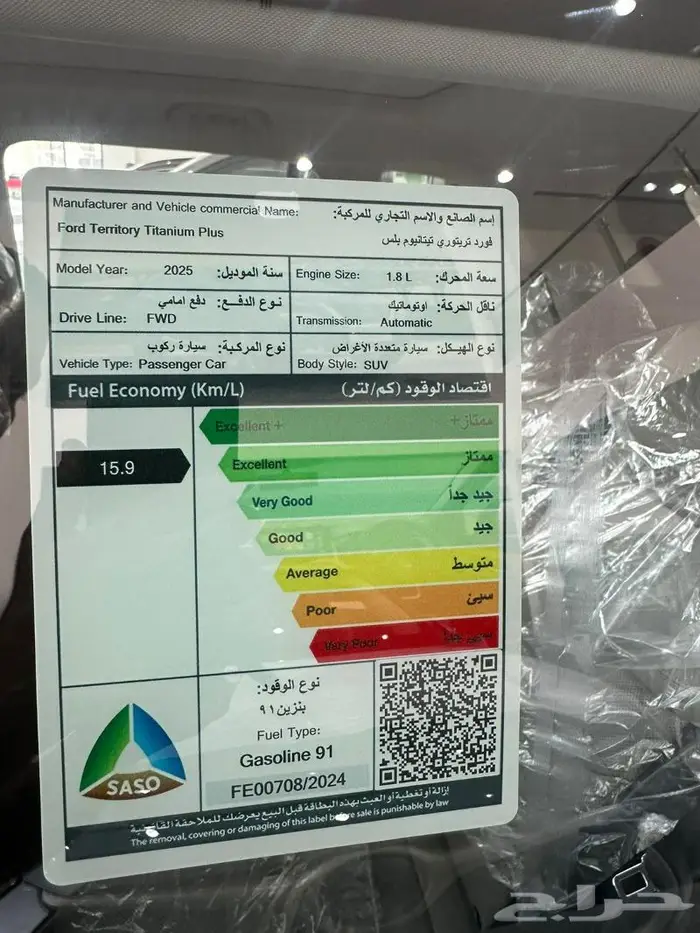 Manufacturer and Vehicle commercial Name: إسم الصانع والاسم التجاري للمركبة:
Ford Territory Titanium Plus فورد تريتوري تيتانيوم بلس
Model Year: 2025 سنة الموديل:
Engine Size: 1.8 L سعة المحرك:
نوع الدفع: دفع امامي
Drive Line: FWD
ناقل الحركة: اوتوماتيك
Transmission: Automatic
نوع المركبة: سيارة ركوب
Vehicle Type: Passenger Car
نوع الهيكل: سيارة متعددة الأغراض
Body Style: SUV
Fuel Economy (Km/L) اقتصاد الوقود (كم/لتر)
Excellent + ممتاز+
15.9
Excellent ممتاز
Very Good جيد جداً
Good جيد
Average متوسط
Poor سيئ
Very Poor سيئ جداً
نوع الوقود:
بنزين ٩١
Fuel Type:
Gasoline 91
FE00708/2024
SASO
إزالة أو تغطية أو العبث بهذه البطاقة قبل البيع يعرضك للملاحقة القانونية
The removal, covering or damaging of this label before sale is punishable by law
حراج